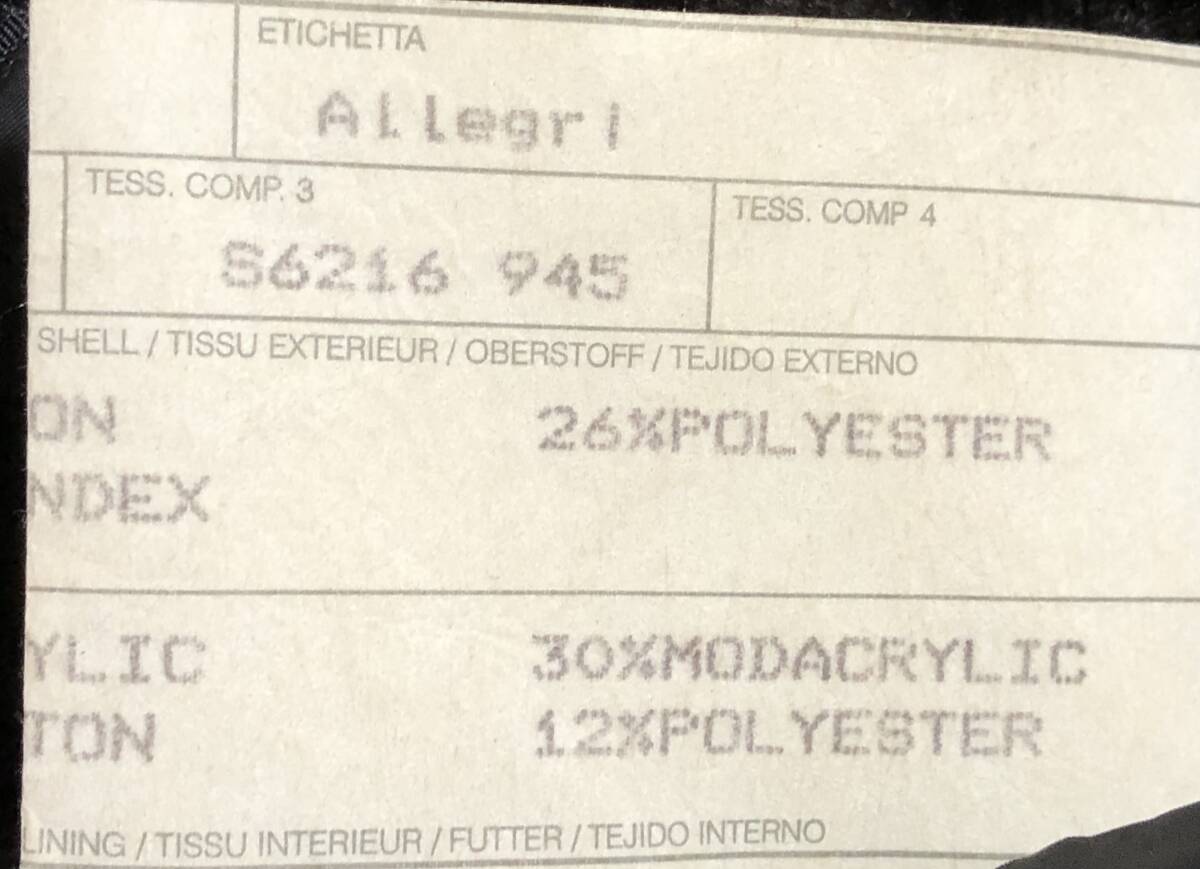 ETICHETTA
Allegri
TESS. COMP. 3
TESS. COMP 4
S6216 945
SHELL / TISSU EXTERIEUR / OBERSTOFF / TEJIDO EXTERNO
ON 26%POLYESTER
NDEX
YLIC 30%MODACRYLIC
TON 12%POLYESTER
LINING / TISSU INTERIEUR / FUTTER / TEJIDO INTERNO